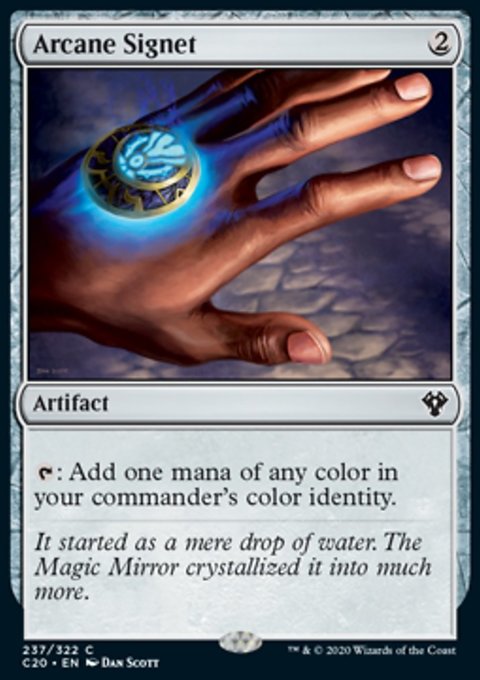 Arcane Signet 2
Artifact
: Add one mana of any color in
your commander's color identity.
It started as a mere drop of water. The
Magic Mirror crystallized it into much
more.
237/322 C
C20 • EN Dan Scott
™ & © 2020 Wizards of the Coast